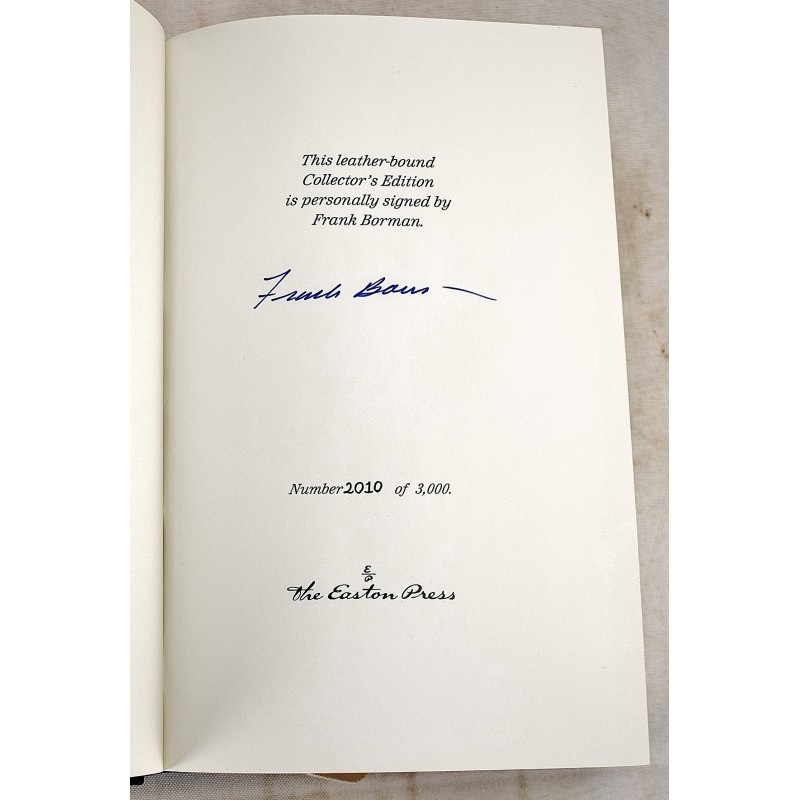 This leather-bound
Collector's Edition
is personally signed by
Frank Borman.
Frank Borman
Number 2010 of 3,000.
E/P
the Easton Press